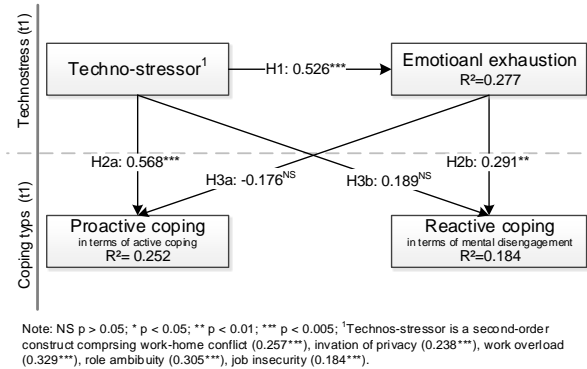 Technostress (t1)
Techno-stressor¹
H1: 0.526***
Emotioanl exhaustion
R²=0.277
H2a: 0.568***
H3a: -0.176NS
H3b: 0.189NS
H2b: 0.291**
Coping typs (t1)
Proactive coping
in terms of active coping
R²= 0.252
Reactive coping
in terms of mental disengagement
R²=0.184
Note: NS p > 0.05; * p < 0.05; ** p < 0.01; *** p < 0.005; ¹Technos-stressor is a second-order
construct comprsing work-home conflict (0.257***), invation of privacy (0.238***), work overload
(0.329***), role ambibuity (0.305***), job insecurity (0.184***).